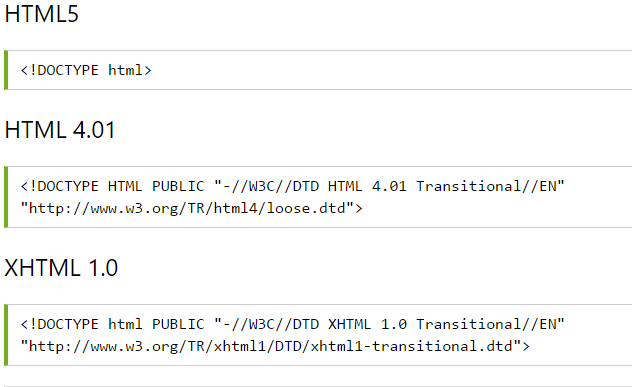 HTML5
<!DOCTYPE html>
HTML 4.01
<!DOCTYPE HTML PUBLIC "-//W3C//DTD HTML 4.01 Transitional//EN"
"http://www.w3.org/TR/html4/loose.dtd">
XHTML 1.0
<!DOCTYPE html PUBLIC "-//W3C//DTD XHTML 1.0 Transitional//EN"
"http://www.w3.org/TR/xhtml1/DTD/xhtml1-transitional.dtd">